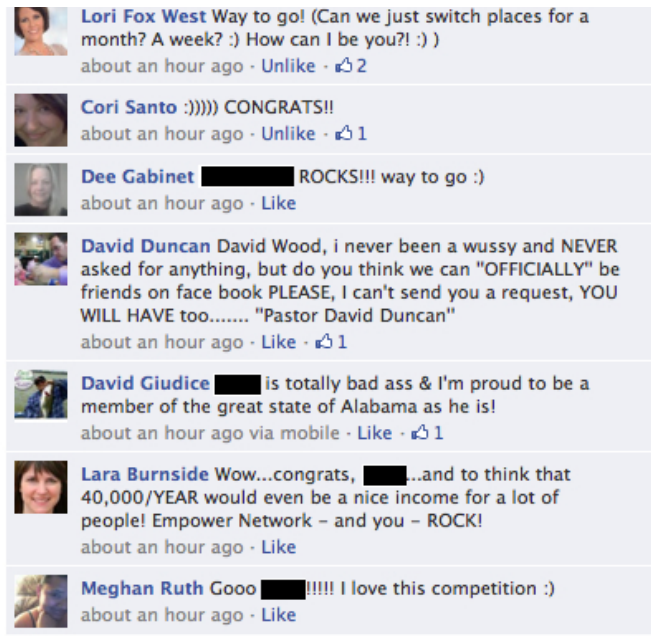 Lori Fox West Way to go! (Can we just switch places for a
month? A week? :) How can I be you?! :) )
about an hour ago · Unlike · 2
Cori Santo :))))) CONGRATS!!
about an hour ago · Unlike · 1
Dee Gabinet ROCKS!!! way to go :)
about an hour ago · Like
David Duncan David Wood, i never been a wussy and NEVER
asked for anything, but do you think we can "OFFICIALLY" be
friends on face book PLEASE, I can't send you a request, YOU
WILL HAVE too....... "Pastor David Duncan"
about an hour ago · Like · 1
David Giudice is totally bad ass & I'm proud to be a
member of the great state of Alabama as he is!
about an hour ago via mobile · Like · 1
Lara Burnside Wow...congrats, ...and to think that
40,000/YEAR would even be a nice income for a lot of
people! Empower Network – and you – ROCK!
about an hour ago · Like
Meghan Ruth Gooo !!!!! I love this competition :)
about an hour ago · Like